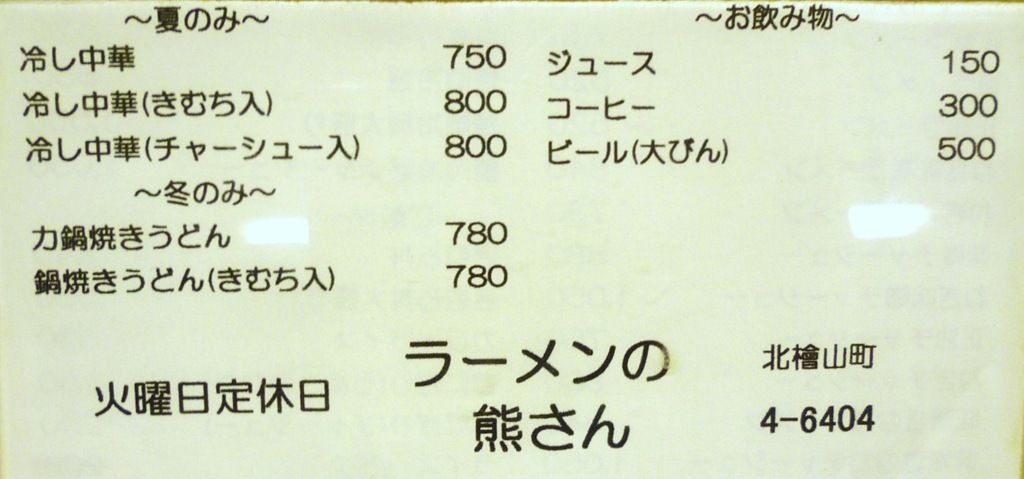 ～夏のみ～
冷し中華 750
冷し中華(きむち入) 800
冷し中華(チャーシュー入) 800
～冬のみ～
力鍋焼きうどん 780
鍋焼きうどん(きむち入) 780
～お飲み物～
ジュース 150
コーヒー 300
ビール(大びん) 500
火曜日定休日
ラーメンの
熊さん
北檜山町
4-6404